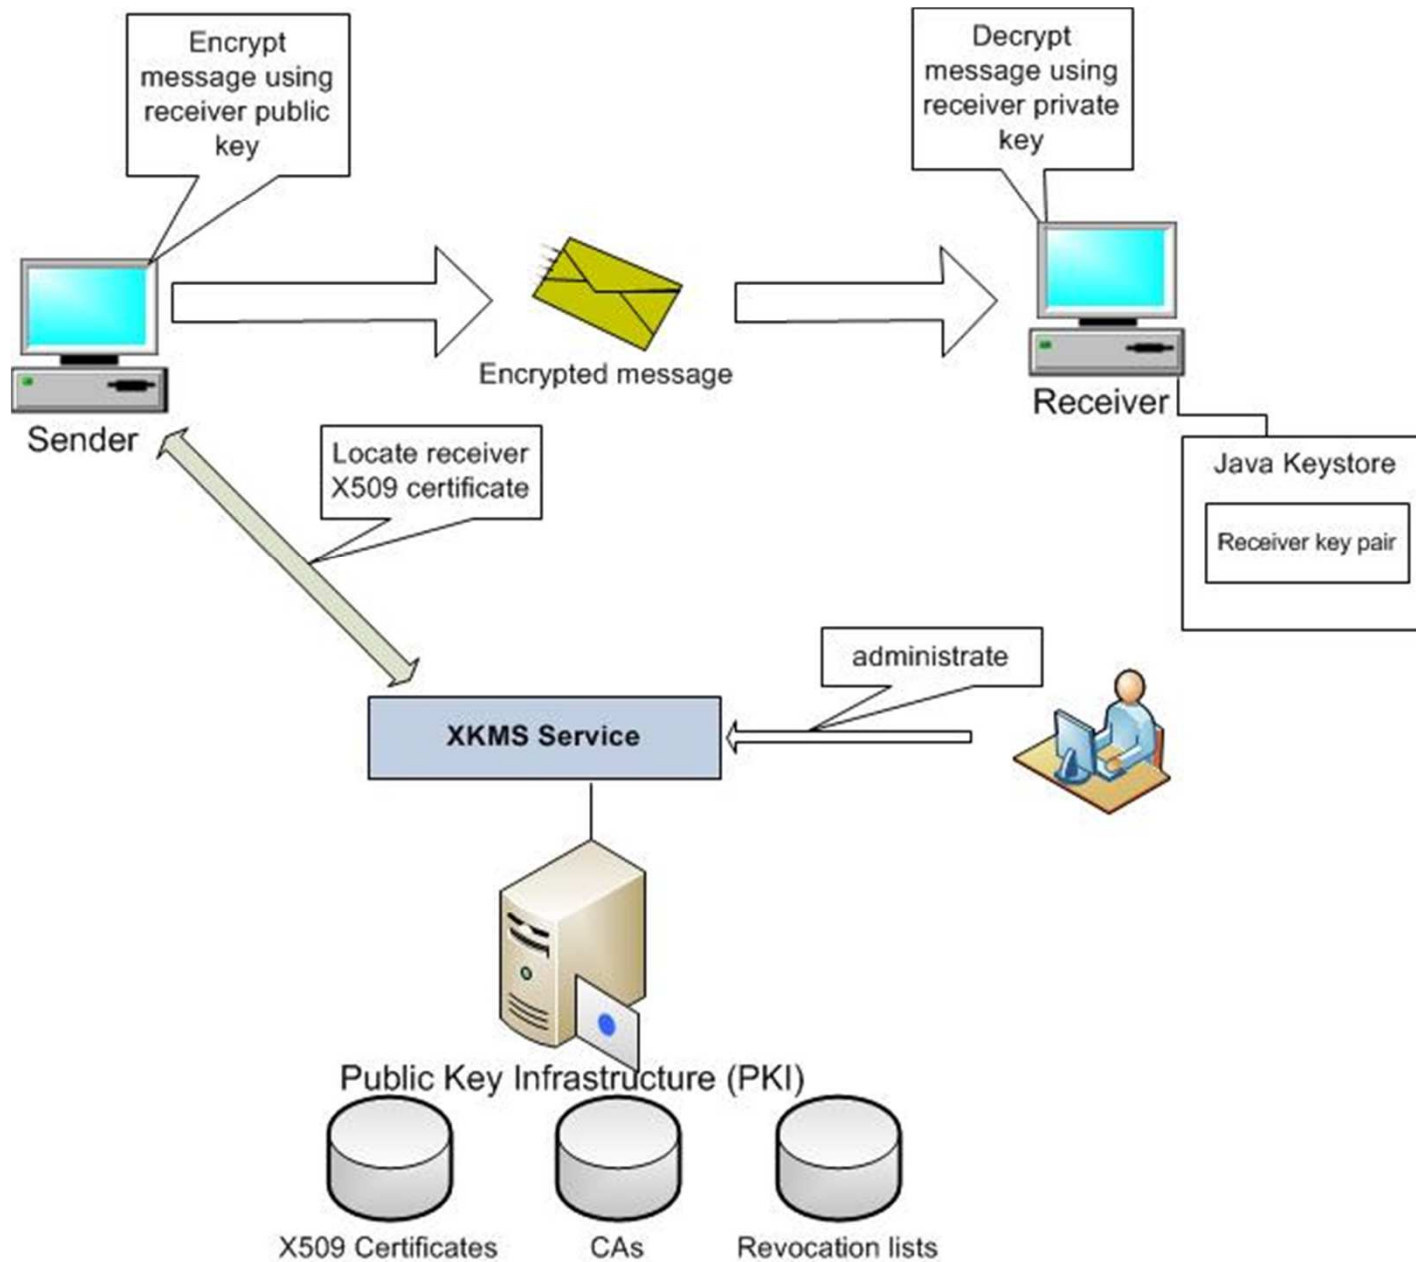 Encrypt
message using
receiver public
key
Decrypt
message using
receiver private
key
Encrypted message
Sender
Receiver
Locate receiver
X509 certificate
Java Keystore
Receiver key pair
administrate
XKMS Service
Public Key Infrastructure (PKI)
X509 Certificates
CAs
Revocation lists